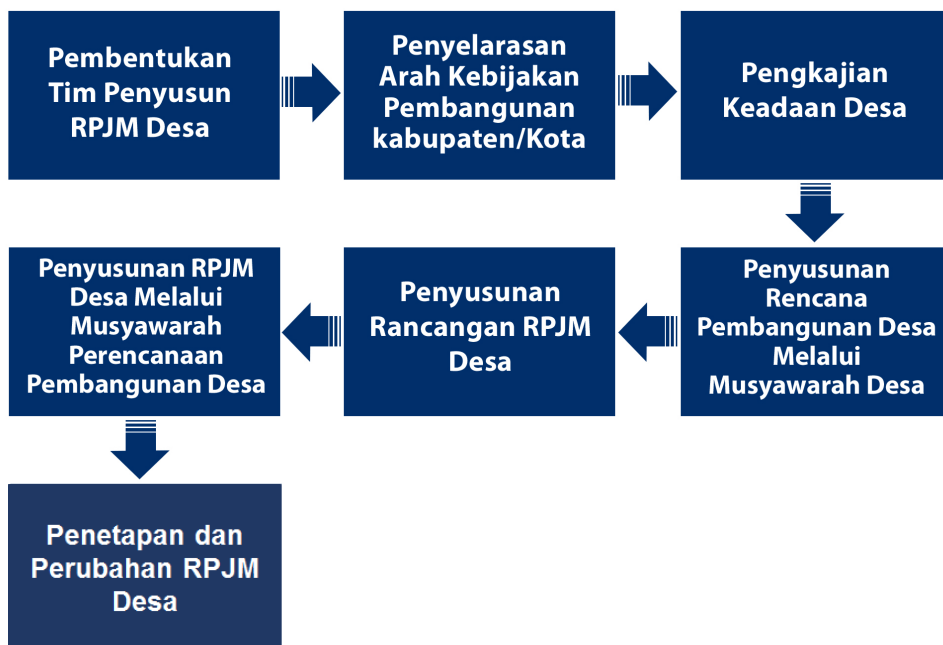 Pembentukan
Tim Penyusun
RPJM Desa
Penyelarasan
Arah Kebijakan
Pembangunan
kabupaten/Kota
Pengkajian
Keadaan Desa
Penyusunan
Rencana
Pembangunan Desa
Melalui
Musyawarah Desa
Penyusunan
Rancangan RPJM
Desa
Penyusunan RPJM
Desa Melalui
Musyawarah
Perencanaan
Pembangunan Desa
Penetapan dan
Perubahan RPJM
Desa